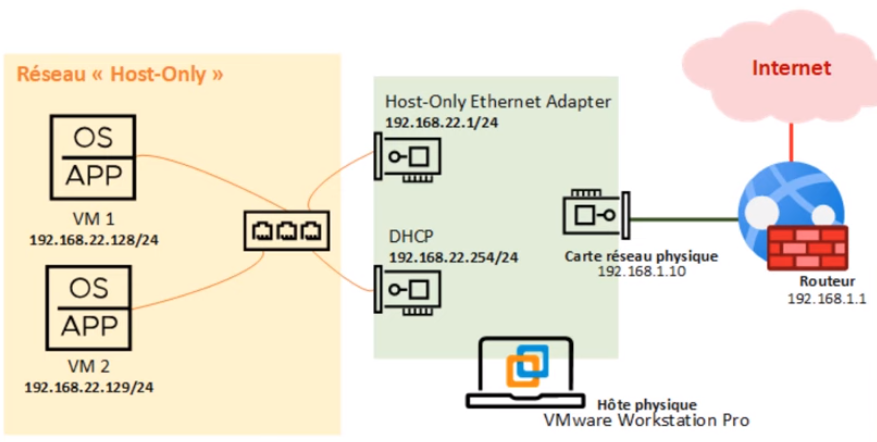 Réseau « Host-Only »
OS
APP
VM 1
192.168.22.128/24
OS
APP
VM 2
192.168.22.129/24
Host-Only Ethernet Adapter
192.168.22.1/24
DHCP
192.168.22.254/24
Carte réseau physique
192.168.1.10
Hôte physique
VMware Workstation Pro
Internet
Routeur
192.168.1.1